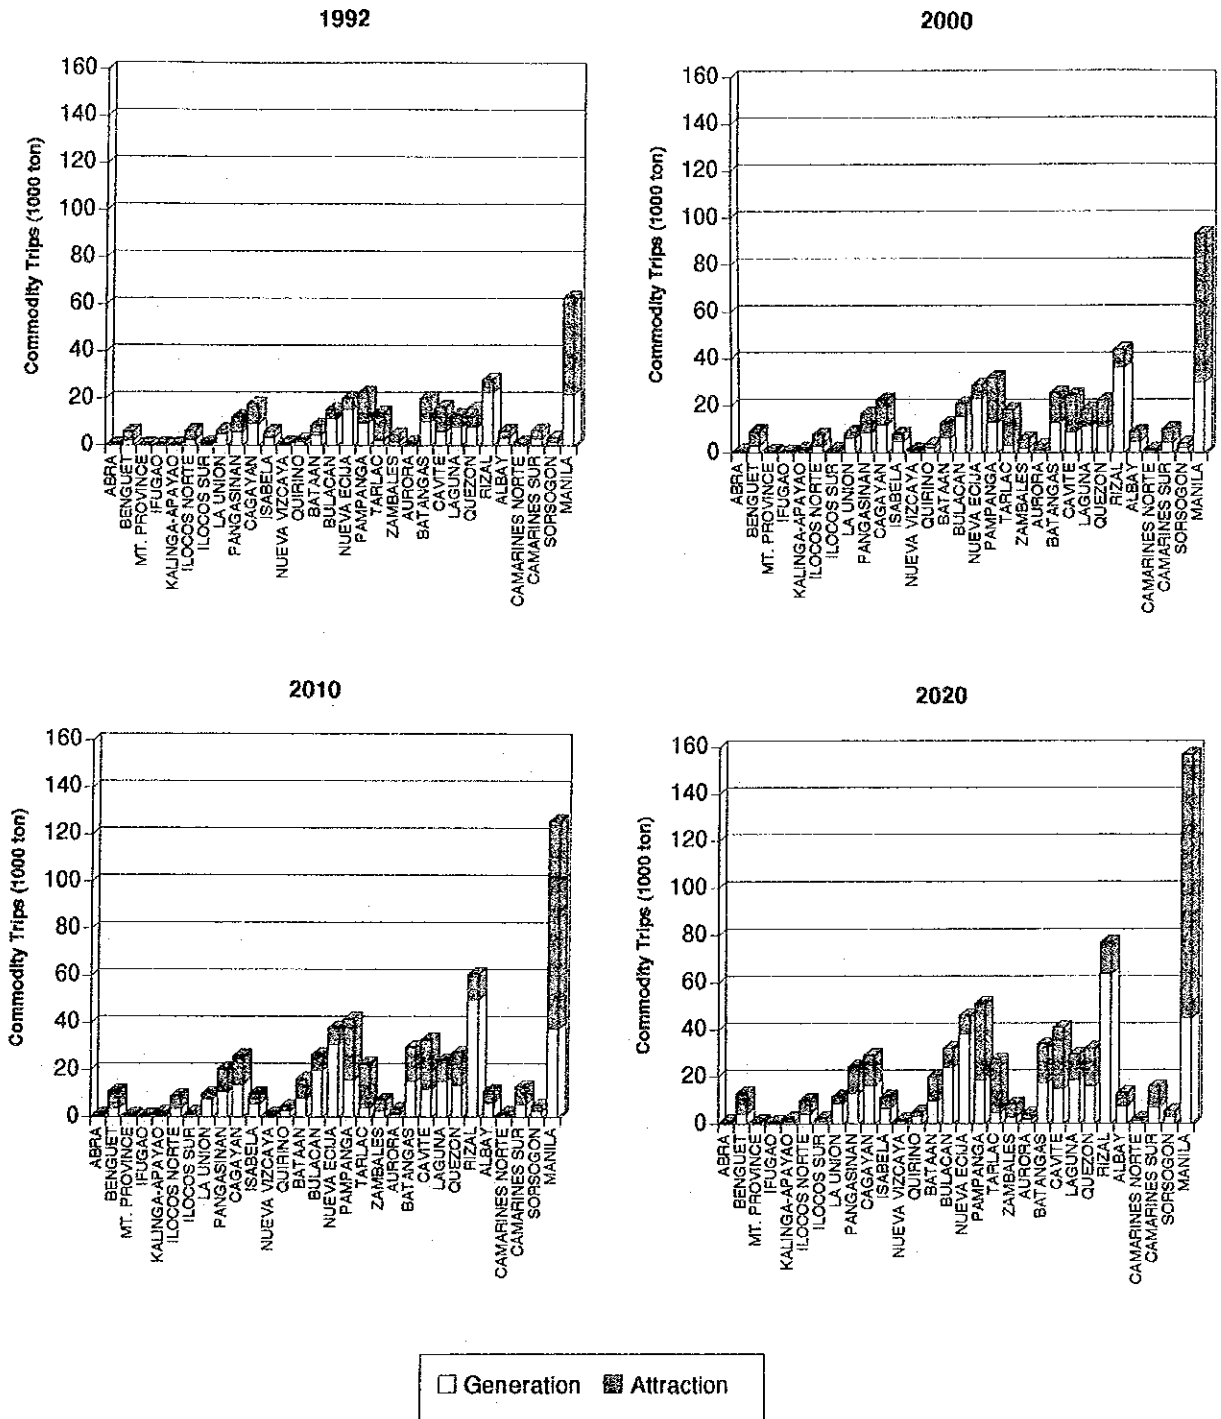 1992
160
140
120
100
80
60
40
20
0
Commodity Trips (1000 ton)
ABRA
BENGUET
MT. PROVINCE
IFUGAO
KALINGA-APAYAO
ILOCOS NORTE
ILOCOS SUR
LA UNION
PANGASINAN
CAGAYAN
ISABELA
NUEVA VIZCAYA
QUIRINO
BATAAN
BULACAN
NUEVA ECIJA
PAMPANGA
TARLAC
ZAMBALES
AURORA
BATANGAS
CAVITE
LAGUNA
QUEZON
RIZAL
ALBAY
CAMARINES NORTE
CAMARINES SUR
SORSOGON
MANILA
2000
160
140
120
100
80
60
40
20
0
Commodity Trips (1000 ton)
ABRA
BENGUET
MT. PROVINCE
IFUGAO
KALINGA-APAYAO
ILOCOS NORTE
ILOCOS SUR
LA UNION
PANGASINAN
CAGAYAN
ISABELA
NUEVA VIZCAYA
QUIRINO
BATAAN
BULACAN
NUEVA ECIJA
PAMPANGA
TARLAC
ZAMBALES
AURORA
BATANGAS
CAVITE
LAGUNA
QUEZON
RIZAL
ALBAY
CAMARINES NORTE
CAMARINES SUR
SORSOGON
MANILA
2010
160
140
120
100
80
60
40
20
0
Commodity Trips (1000 ton)
ABRA
BENGUET
MT. PROVINCE
IFUGAO
KALINGA-APAYAO
ILOCOS NORTE
ILOCOS SUR
LA UNION
PANGASINAN
CAGAYAN
ISABELA
NUEVA VIZCAYA
QUIRINO
BATAAN
BULACAN
NUEVA ECIJA
PAMPANGA
TARLAC
ZAMBALES
AURORA
BATANGAS
CAVITE
LAGUNA
QUEZON
RIZAL
ALBAY
CAMARINES NORTE
CAMARINES SUR
SORSOGON
MANILA
2020
160
140
120
100
80
60
40
20
0
Commodity Trips (1000 ton)
ABRA
BENGUET
MT. PROVINCE
IFUGAO
KALINGA-APAYAO
ILOCOS NORTE
ILOCOS SUR
LA UNION
PANGASINAN
CAGAYAN
ISABELA
NUEVA VIZCAYA
QUIRINO
BATAAN
BULACAN
NUEVA ECIJA
PAMPANGA
TARLAC
ZAMBALES
AURORA
BATANGAS
CAVITE
LAGUNA
QUEZON
RIZAL
ALBAY
CAMARINES NORTE
CAMARINES SUR
SORSOGON
MANILA
Generation Attraction